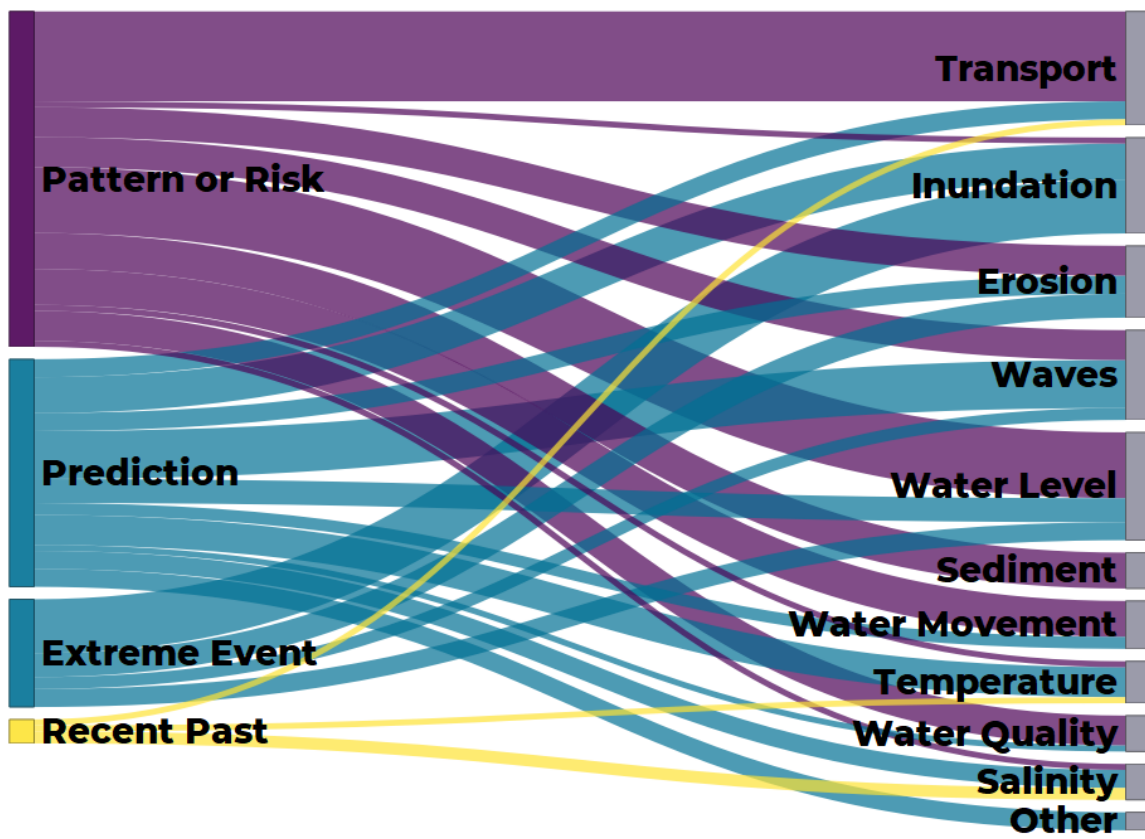 Pattern or Risk
Prediction
Extreme Event
Recent Past
Transport
Inundation
Erosion
Waves
Water Level
Sediment
Water Movement
Temperature
Water Quality
Salinity
Other